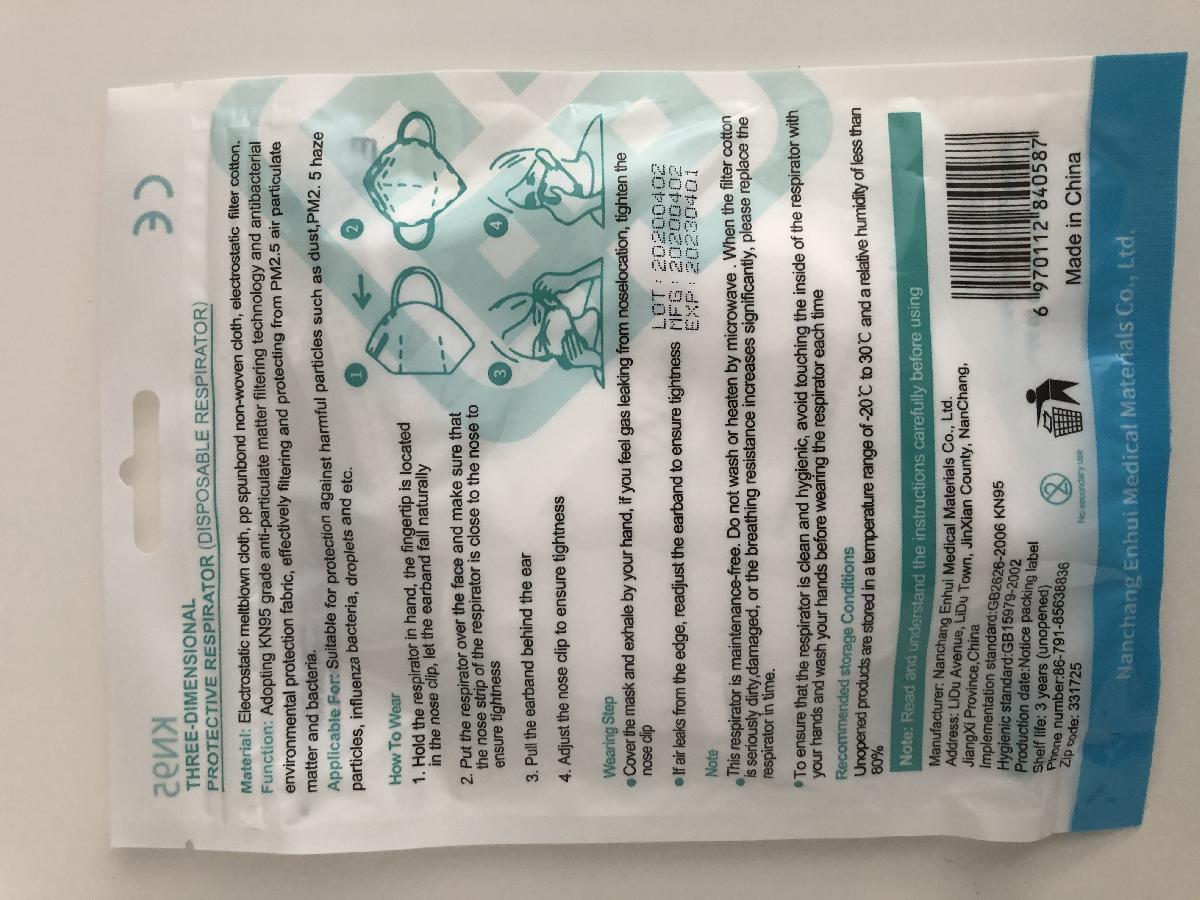 KN95
CE
THREE-DIMENSIONAL
PROTECTIVE RESPIRATOR (DISPOSABLE RESPIRATOR)
Material: Electrostatic meltblown cloth, pp spunbond non-woven cloth, electrostatic filter cotton.
Function: Adopting KN95 grade anti-particulate matter filtering technology and antibacterial
environmental protection fabric, effectively filtering and protecting from PM2.5 air particulate
matter and bacteria.
Applicable For: Suitable for protection against harmful particles such as dust,PM2. 5 haze
particles, influenza bacteria, droplets and etc.
How To Wear
1. Hold the respirator in hand, the fingertip is located
in the nose clip, let the earband fall naturally
2. Put the respirator over the face and make sure that
the nose strip of the respirator is close to the nose to
ensure tightness
3. Pull the earband behind the ear
4. Adjust the nose clip to ensure tightness
1
2
3
4
Wearing Step
• Cover the mask and exhale by your hand, if you feel gas leaking from noselocation, tighten the
nose clip
• If air leaks from the edge, readjust the earband to ensure tightness
LOT : 20200402
MFG : 20200402
EXP : 20230401
Note
• This respirator is maintenance-free. Do not wash or heaten by microwave . When the filter cotton
is seriously dirty,damaged, or the breathing resistance increases significantly, please replace the
respirator in time.
• To ensure that the respirator is clean and hygienic, avoid touching the inside of the respirator with
your hands and wash your hands before wearing the respirator each time
Recommended storage Conditions
Unopened products are stored in a temperature range of -20℃ to 30℃ and a relative humidity of less than
80%
Note: Read and understand the instructions carefully before using
Manufacturer: Nanchang Enhui Medical Materials Co., Ltd.
Address: LiDu Avenue, LiDu Town, JinXian County, NanChang,
JiangXi Province,China
Implementation standard:GB2626-2006 KN95
Hygienic standard:GB15979-2002
Production date:Notice packing label
Shelf life: 3 years (unopened)
Phone number:86-791-85638836
Zip code: 331725
2
No secondary use
6 970112 840587
Made in China
Nanchang Enhui Medical Materials Co., Ltd.